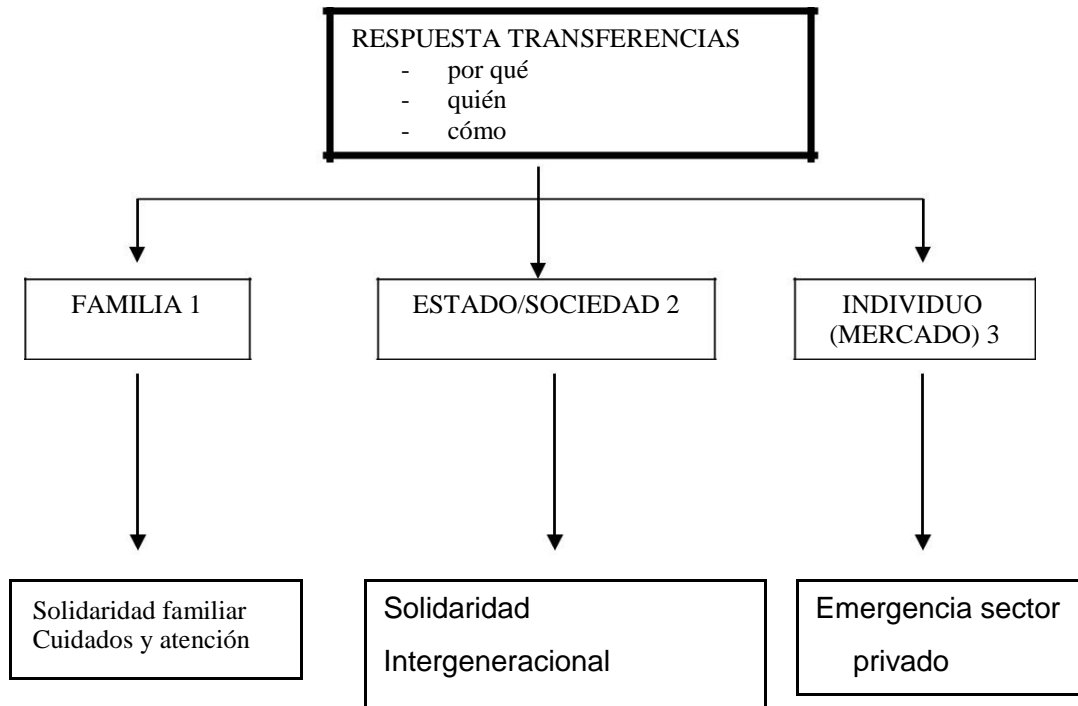 RESPUESTA TRANSFERENCIAS
- por qué
- quién
- cómo
FAMILIA 1
ESTADO/SOCIEDAD 2
INDIVIDUO
(MERCADO) 3
Solidaridad familiar
Cuidados y atención
Solidaridad
Intergeneracional
Emergencia sector
privado